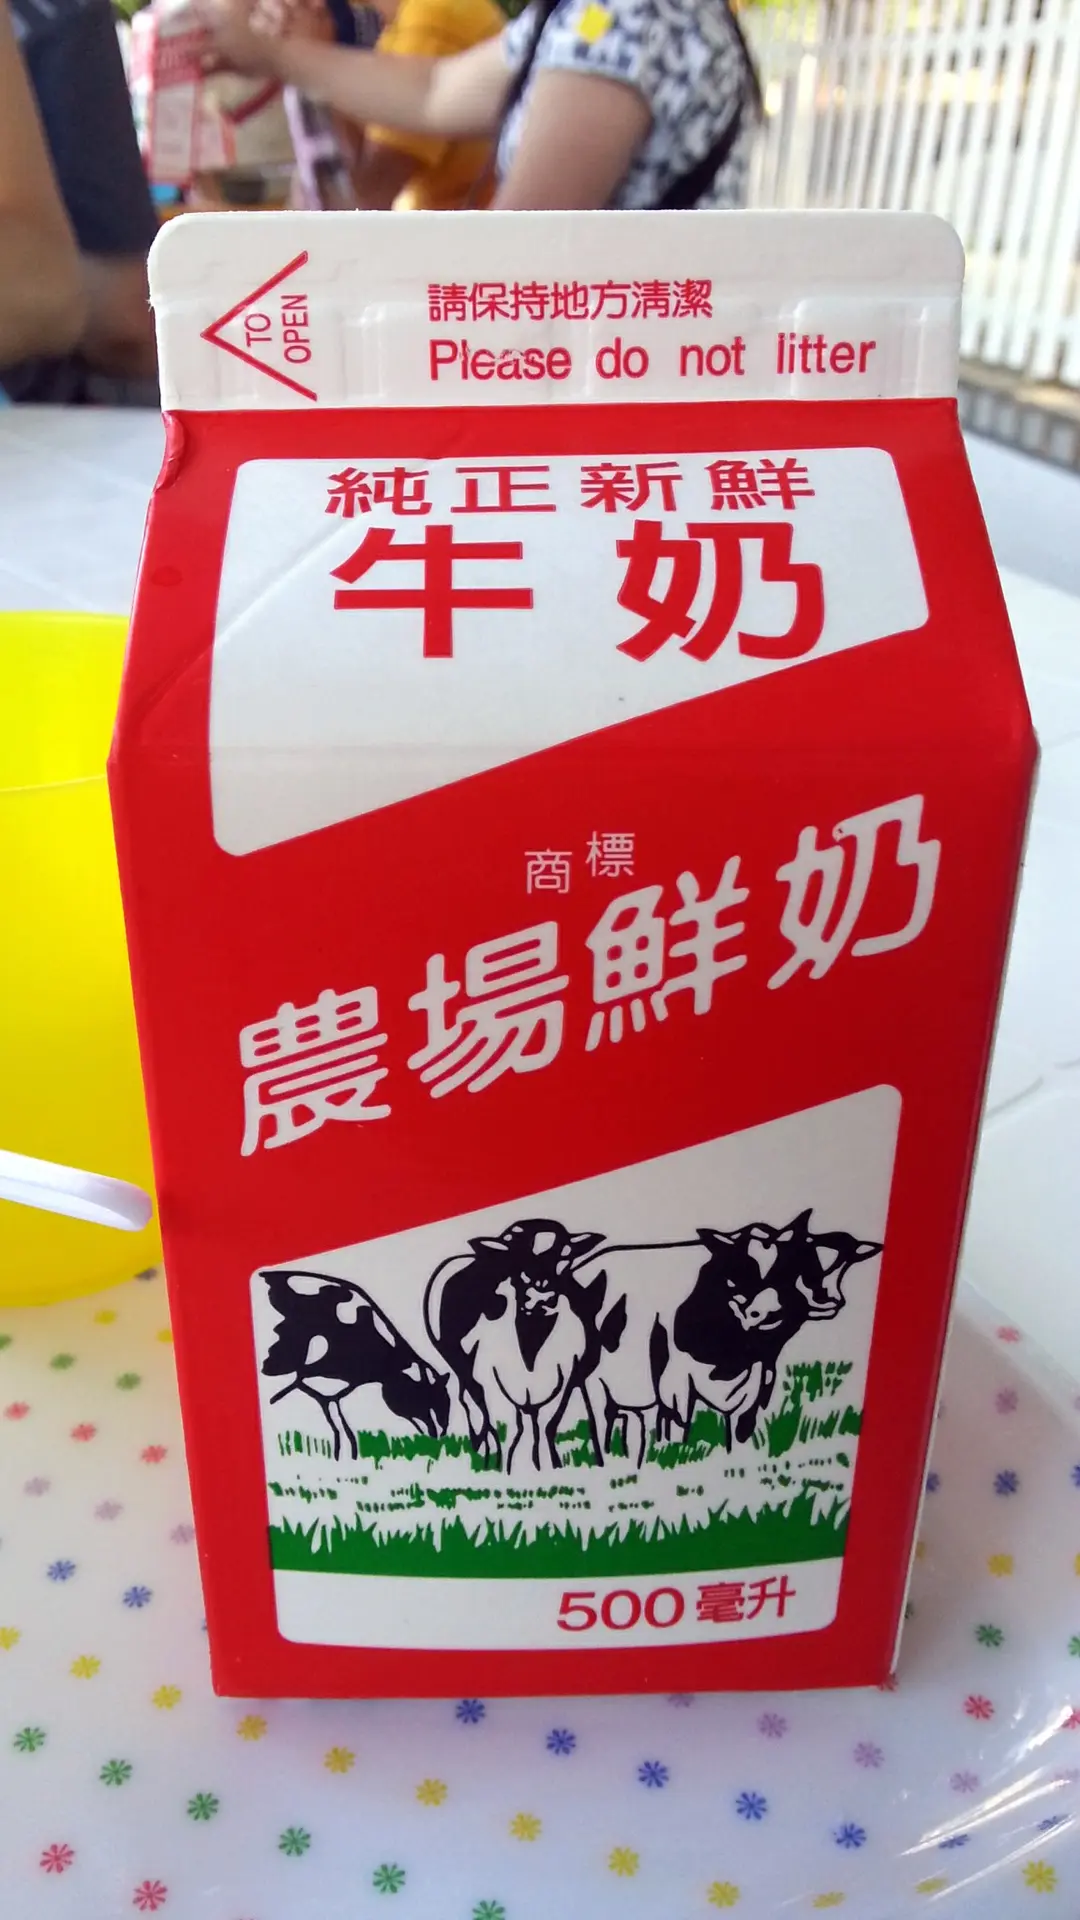 TO
OPEN
請保持地方清潔
Please do not litter
純正新鮮
牛奶
商標
農場鮮奶
500毫升